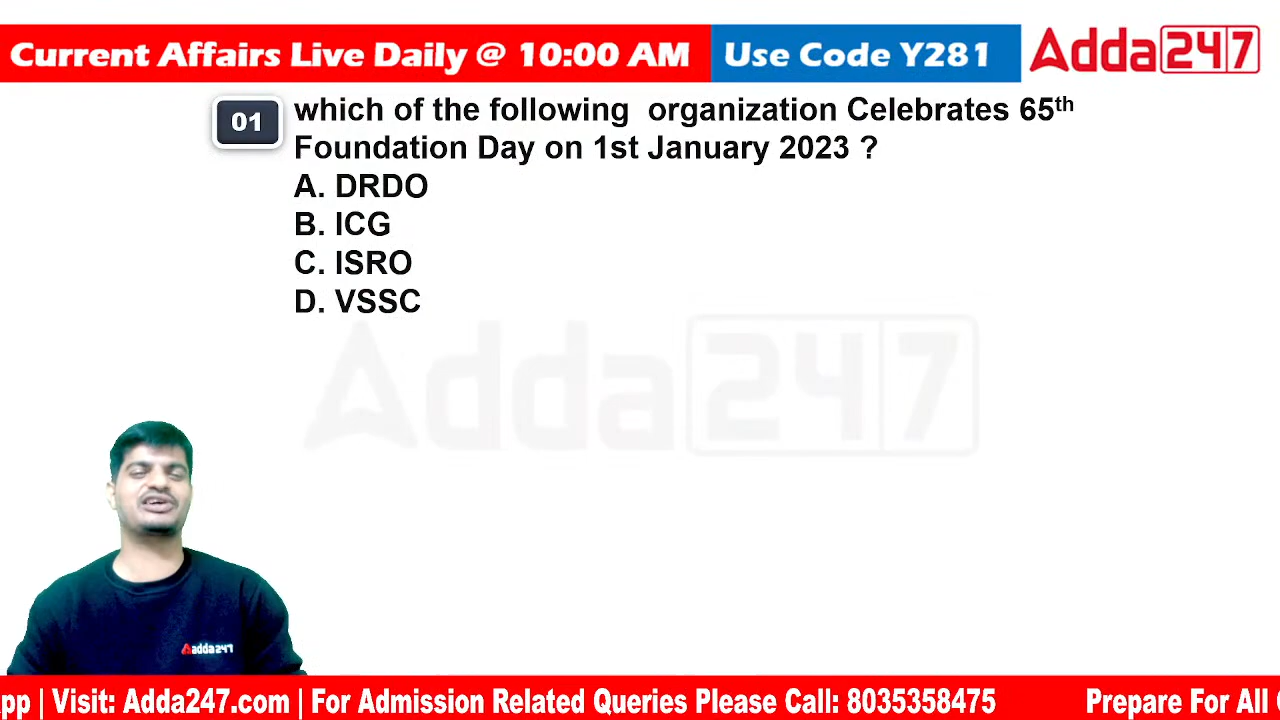 Current Affairs Live Daily @ 10:00 AM
Use Code Y281
Adda247
01
which of the following organization Celebrates 65th
Foundation Day on 1st January 2023 ?
A. DRDO
B. ICG
C. ISRO
D. VSSC
Adda247
adda247
pp | Visit: Adda247.com | For Admission Related Queries Please Call: 8035358475 Prepare For All